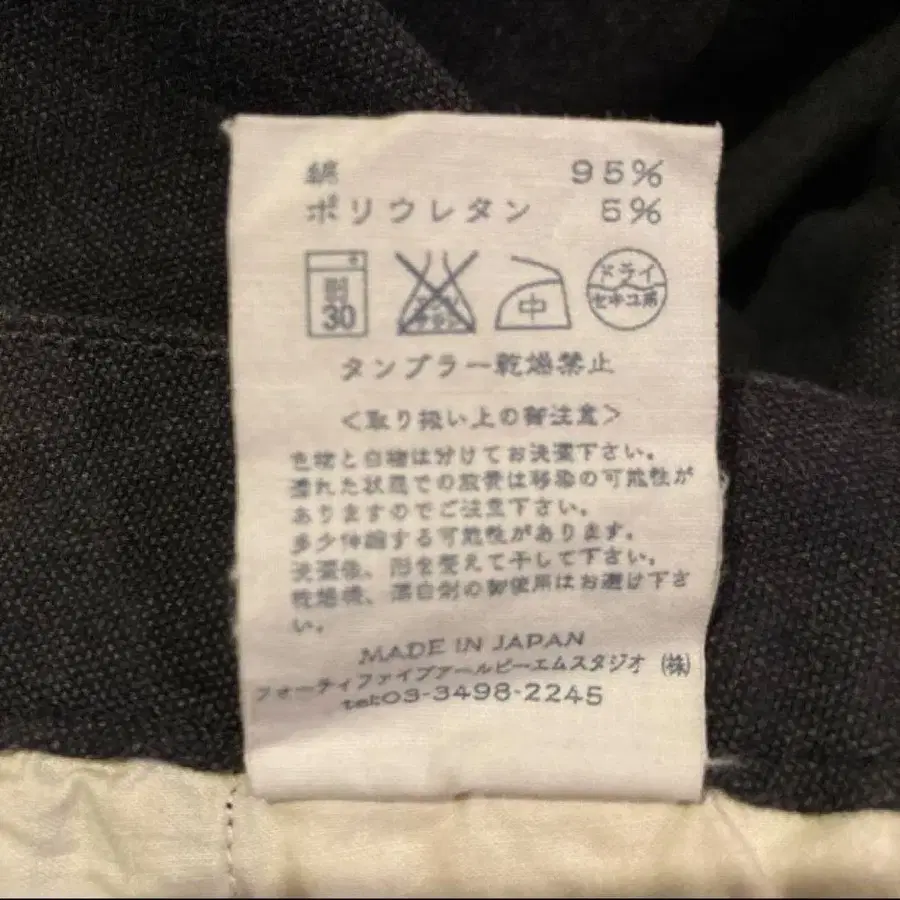 綿 95%
ポリウレタン 5%
30
中
ドライ
セキユ系
タンブラー乾燥禁止
<取り扱い上の御注意>
色物と白物は分けてお洗濯下さい。
濡れた状態での放置は移染の可能性が
ありますのでご注意下さい。
多少伸縮する可能性があります。
洗濯後、形を整えて干して下さい。
乾燥機、漂白剤の御使用はお避け下さ
い。
MADE IN JAPAN
フォーティファイブアールピーエムスタジオ (株)
tel:03-3498-2245